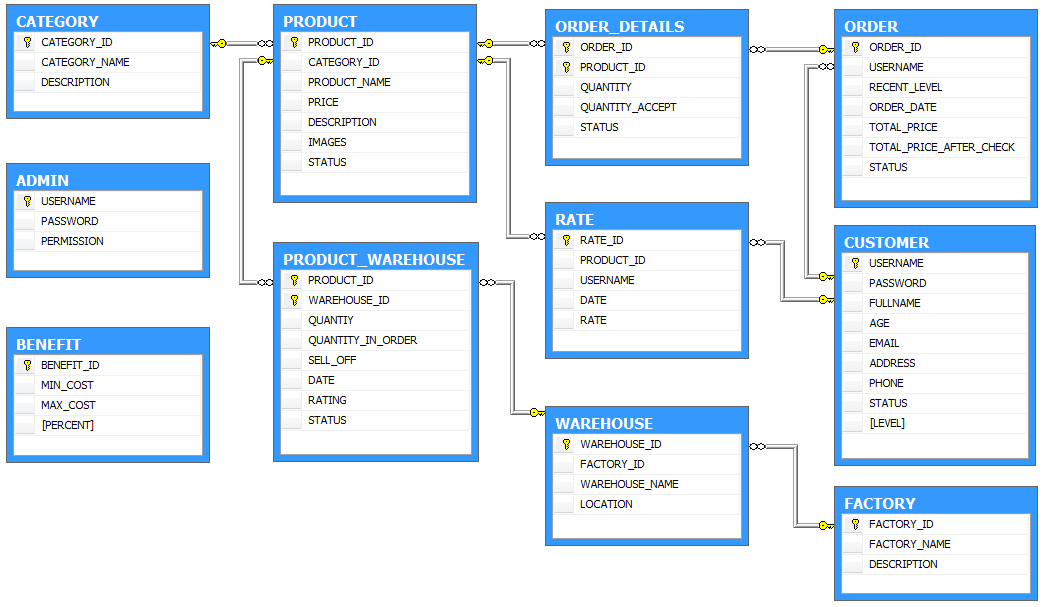 CATEGORY
CATEGORY_ID
CATEGORY_NAME
DESCRIPTION
ADMIN
USERNAME
PASSWORD
PERMISSION
BENEFIT
BENEFIT_ID
MIN_COST
MAX_COST
[PERCENT]
PRODUCT
PRODUCT_ID
CATEGORY_ID
PRODUCT_NAME
PRICE
DESCRIPTION
IMAGES
STATUS
PRODUCT_WAREHOUSE
PRODUCT_ID
WAREHOUSE_ID
QUANTIY
QUANTITY_IN_ORDER
SELL_OFF
DATE
RATING
STATUS
ORDER_DETAILS
ORDER_ID
PRODUCT_ID
QUANTITY
QUANTITY_ACCEPT
STATUS
RATE
RATE_ID
PRODUCT_ID
USERNAME
DATE
RATE
WAREHOUSE
WAREHOUSE_ID
FACTORY_ID
WAREHOUSE_NAME
LOCATION
ORDER
ORDER_ID
USERNAME
RECENT_LEVEL
ORDER_DATE
TOTAL_PRICE
TOTAL_PRICE_AFTER_CHECK
STATUS
CUSTOMER
USERNAME
PASSWORD
FULLNAME
AGE
EMAIL
ADDRESS
PHONE
STATUS
[LEVEL]
FACTORY
FACTORY_ID
FACTORY_NAME
DESCRIPTION